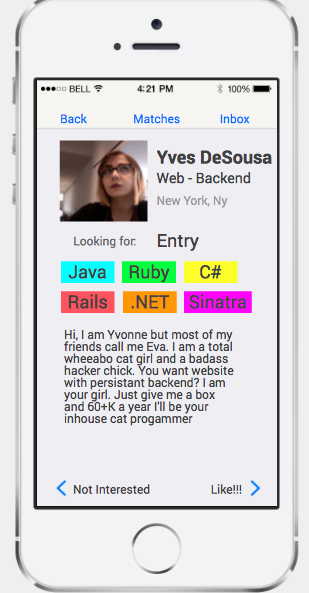 BELL 4:21 PM 100%
Back Matches Inbox
Yves DeSousa
Web - Backend
New York, Ny
Looking for: Entry
Java Ruby C#
Rails .NET Sinatra
Hi, I am Yvonne but most of my
friends call me Eva. I am a total
wheeabo cat girl and a badass
hacker chick. You want website
with persistant backend? I am
your girl. Just give me a box
and 60+K a year I'll be your
inhouse cat progammer
Not Interested Like!!!